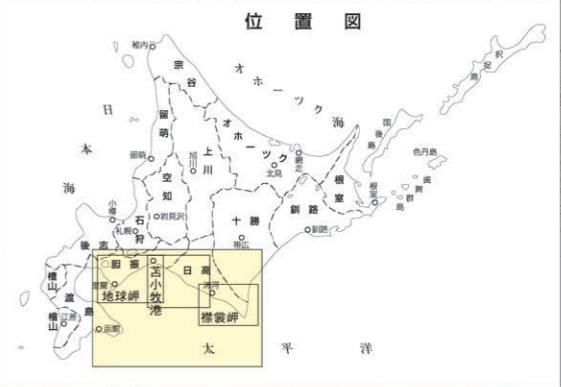 位置図
稚内
宗谷
オホーツク海
日本海
留萌
留萌
上川
旭川
オホーツク
北見
網走
国後島
択捉島
色丹島
歯舞群島
根室
根室
釧路
釧路
十勝
帯広
空知
岩見沢
石狩
札幌
小樽
後志
胆振
日高
室蘭
地球岬
苫小牧港
浦河
襟裳岬
檜山
渡島
檜山
江差
函館
太平洋